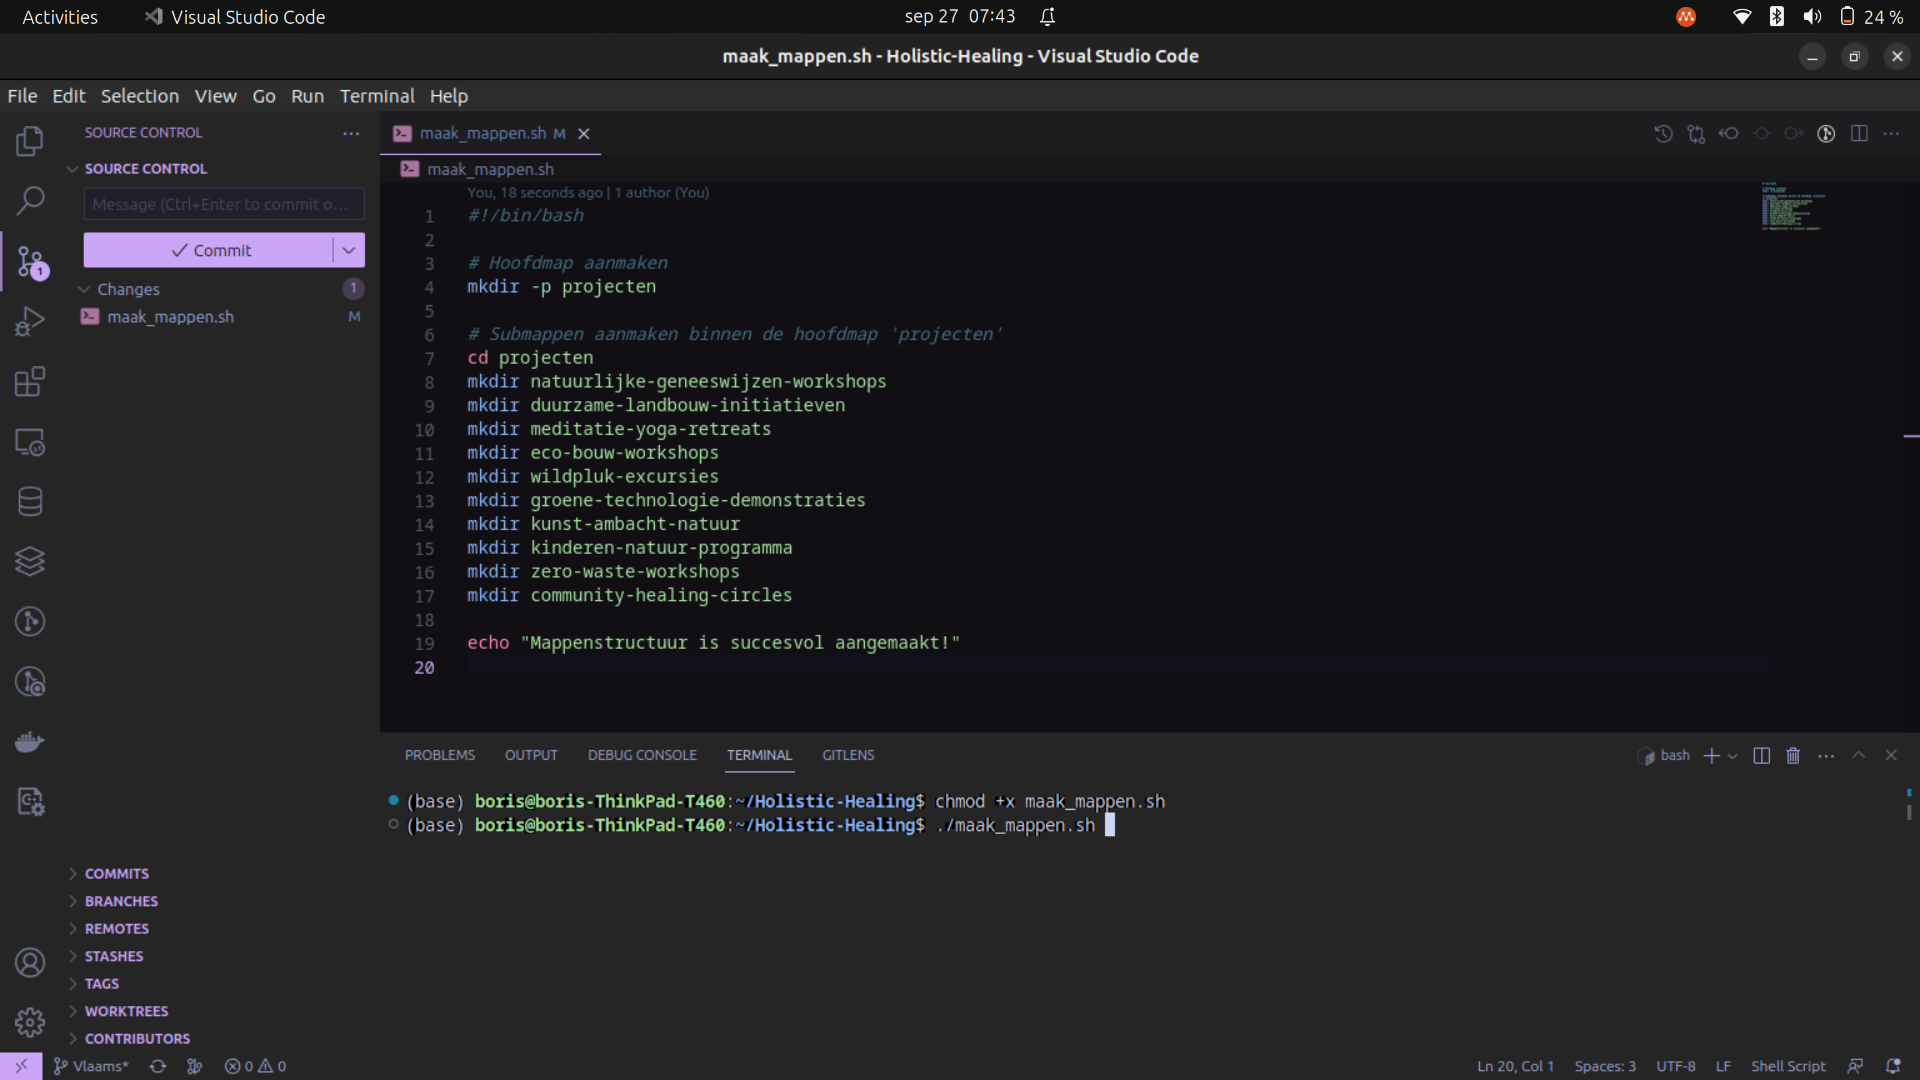 Activities
Visual Studio Code
sep 27 07:43
24 %
maak_mappen.sh - Holistic-Healing - Visual Studio Code
File Edit Selection View Go Run Terminal Help
SOURCE CONTROL
SOURCE CONTROL
Message (Ctrl+Enter to commit o...
Commit
Changes
1
maak_mappen.sh
M
1
maak_mappen.sh M
maak_mappen.sh
You, 18 seconds ago | 1 author (You)
1 #!/bin/bash
2
3 # Hoofdmap aanmaken
4 mkdir -p projecten
5
6 # Submappen aanmaken binnen de hoofdmap 'projecten'
7 cd projecten
8 mkdir natuurlijke-geneeswijzen-workshops
9 mkdir duurzame-landbouw-initiatieven
10 mkdir meditatie-yoga-retreats
11 mkdir eco-bouw-workshops
12 mkdir wildpluk-excursies
13 mkdir groene-technologie-demonstraties
14 mkdir kunst-ambacht-natuur
15 mkdir kinderen-natuur-programma
16 mkdir zero-waste-workshops
17 mkdir community-healing-circles
18
19 echo "Mappenstructuur is succesvol aangemaakt!"
20
PROBLEMS OUTPUT DEBUG CONSOLE TERMINAL GITLENS
bash
(base) boris@boris-ThinkPad-T460:~/Holistic-Healing$ chmod +x maak_mappen.sh
(base) boris@boris-ThinkPad-T460:~/Holistic-Healing$ ./maak_mappen.sh
COMMITS
BRANCHES
REMOTES
STASHES
TAGS
WORKTREES
CONTRIBUTORS
Vlaams* 0 0
Ln 20, Col 1 Spaces: 3 UTF-8 LF Shell Script